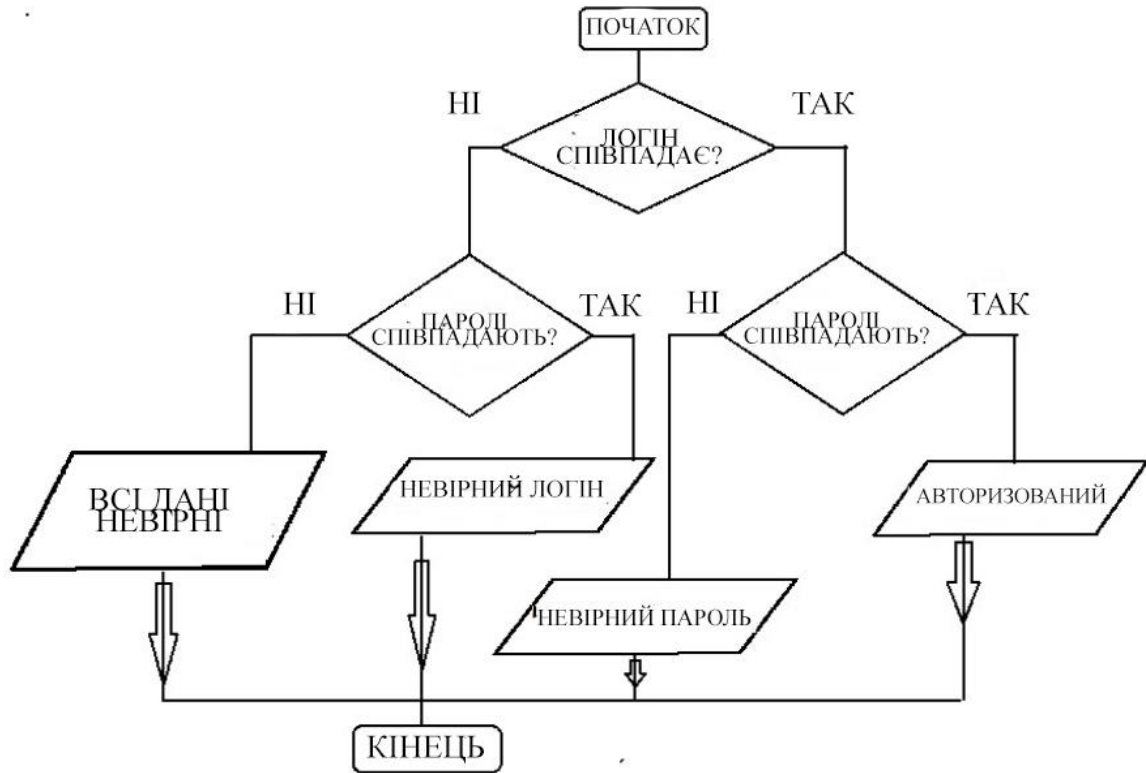 ПОЧАТОК
НІ
ТАК
ЛОГІН
СПІВПАДАЄ?
НІ
ТАК
НІ
ТАК
ПАРОЛІ
СПІВПАДАЮТЬ?
ПАРОЛІ
СПІВПАДАЮТЬ?
ВСІ ДАНІ
НЕВІРНІ
НЕВІРНИЙ ЛОГІН
АВТОРИЗОВАНИЙ
НЕВІРНИЙ ПАРОЛЬ
КІНЕЦЬ